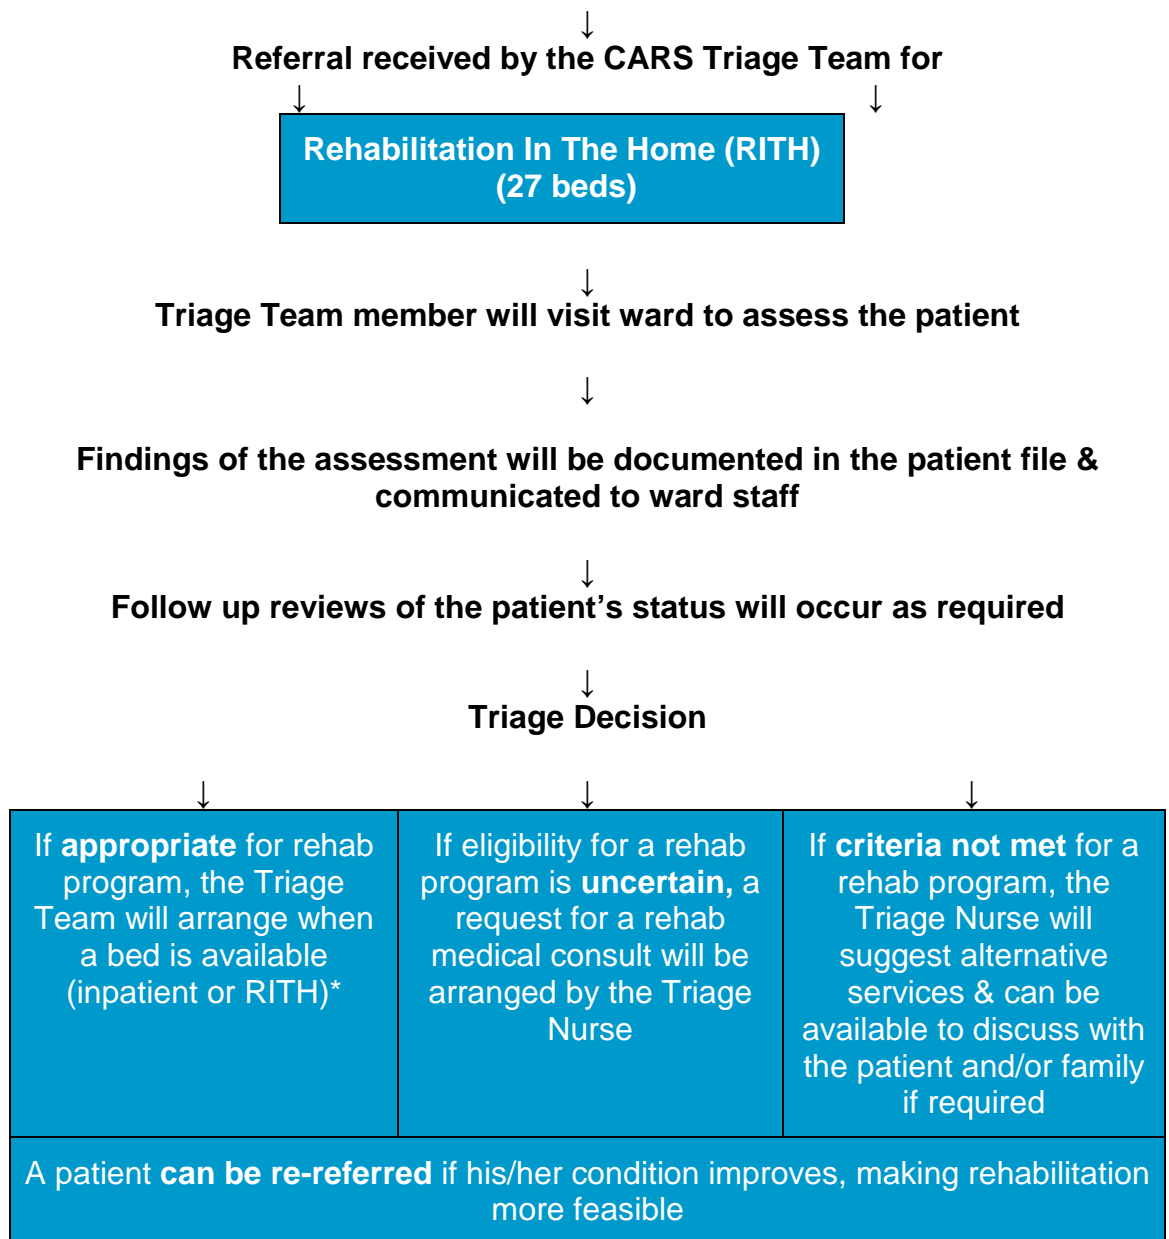 ↓
Referral received by the CARS Triage Team for
↓ ↓
Rehabilitation In The Home (RITH)
(27 beds)
↓
Triage Team member will visit ward to assess the patient
↓
Findings of the assessment will be documented in the patient file &
communicated to ward staff
↓
Follow up reviews of the patient’s status will occur as required
↓
Triage Decision
↓ ↓ ↓
If appropriate for rehab
program, the Triage
Team will arrange when
a bed is available
(inpatient or RITH)*
If eligibility for a rehab
program is uncertain, a
request for a rehab
medical consult will be
arranged by the Triage
Nurse
If criteria not met for a
rehab program, the
Triage Nurse will
suggest alternative
services & can be
available to discuss with
the patient and/or family
if required
A patient can be re-referred if his/her condition improves, making rehabilitation
more feasible